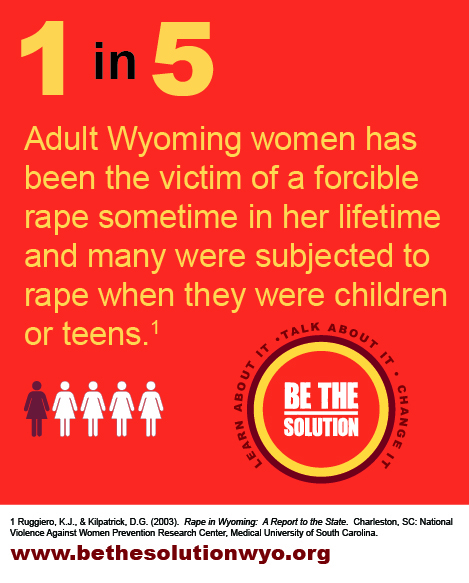 1 in 5
Adult Wyoming women has
been the victim of a forcible
rape sometime in her lifetime
and many were subjected to
rape when they were children
or teens.1
LEARN ABOUT IT • TALK ABOUT IT • CHANGE IT
BE THE
SOLUTION
1 Ruggiero, K.J., & Kilpatrick, D.G. (2003). Rape in Wyoming: A Report to the State. Charleston, SC: National
Violence Against Women Prevention Research Center, Medical University of South Carolina.
www.bethesolutionwyo.org